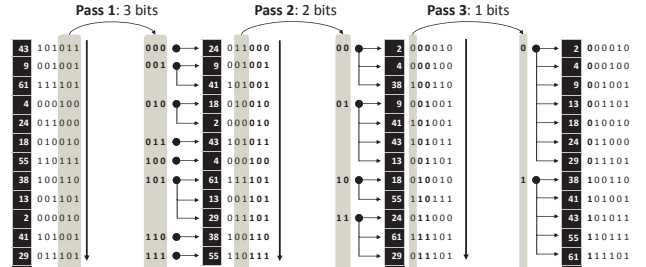 Pass 1: 3 bits Pass 2: 2 bits Pass 3: 1 bit
43 101011 000 24 011000 00 2 000010 0 2 000010
9 001001 001 9 001001 4 000100 4 000100
61 111101 41 101001 38 100110 9 001001
4 000100 010 18 010010 01 9 001001 13 001101
24 011000 2 000010 41 101001 18 010010
18 010010 011 43 101011 43 101011 24 011000
55 110111 100 4 000100 13 001101 29 011101
38 100110 101 61 111101 10 18 010010 1 38 100110
13 001101 13 001101 55 110111 41 101001
2 000010 29 011101 11 24 011000 43 101011
41 101001 110 38 100110 61 111101 55 110111
29 011101 111 55 110111 29 011101 61 111101